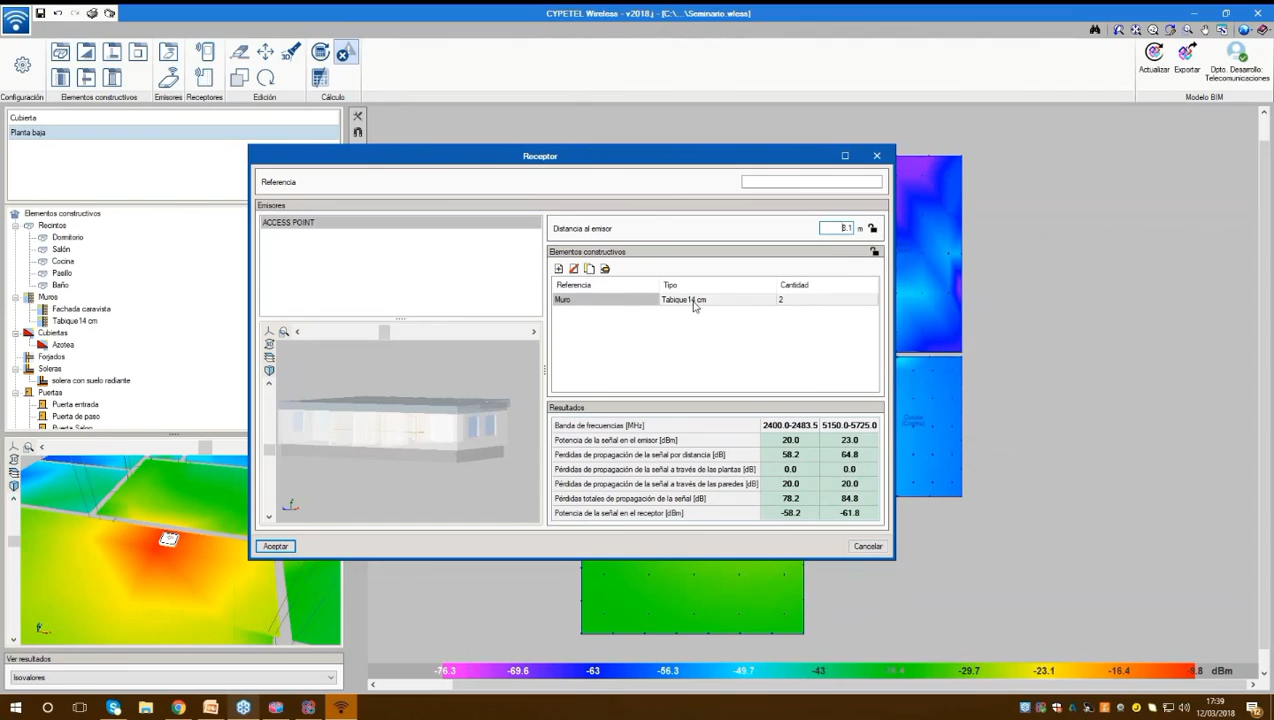 CYPETEL Wireless - v2018.j - [C:\...\Seminario.wless]
Configuración
Elementos constructivos
Emisores
Receptores
Edición
Cálculo
Actualizar
Exportar
Dpto. Desarrollo:
Telecomunicaciones
Modelo BIM
Cubierta
Planta baja
Elementos constructivos
Recintos
Dormitorio
Salón
Cocina
Pasillo
Baño
Muros
Fachada caravista
Tabique14 cm
Cubiertas
Azotea
Forjados
Soleras
solera con suelo radiante
Puertas
Puerta entrada
Puerta de paso
Puerta Salon
Ver resultados
Isovalores
Receptor
Referencia
Emisores
ACCESS POINT
Distancia al emisor
8.1 m
Elementos constructivos
Referencia Tipo Cantidad
Muro Tabique14 cm 2
Resultados
Banda de frecuencias [MHz] 2400.0-2483.5 5150.0-5725.0
Potencia de la señal en el emisor [dBm] 20.0 23.0
Perdidas de propagación de la señal por distancia [dB] 58.2 64.8
Pérdidas de propagación de la señal a través de las plantas [dB] 0.0 0.0
Pérdidas de propagación de la señal a través de las paredes [dB] 20.0 20.0
Pérdidas totales de propagación de la señal [dB] 78.2 84.8
Potencia de la señal en el receptor [dBm] -58.2 -61.8
Aceptar
Cancelar
-76.3 -69.6 -63 -56.3 -49.7 -43 -36.4 -29.7 -23.1 -16.4 -9.8 dBm
17:39
12/03/2018